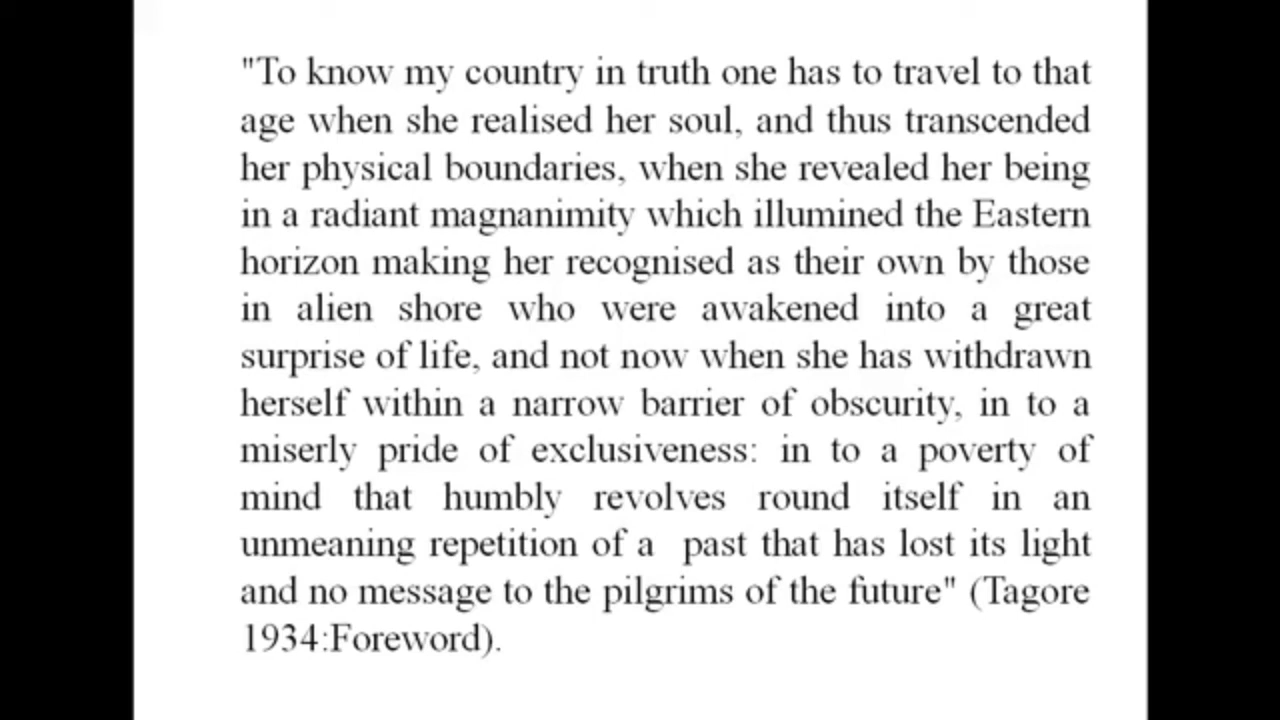 "To know my country in truth one has to travel to that
age when she realised her soul, and thus transcended
her physical boundaries, when she revealed her being
in a radiant magnanimity which illumined the Eastern
horizon making her recognised as their own by those
in alien shore who were awakened into a great
surprise of life, and not now when she has withdrawn
herself within a narrow barrier of obscurity, in to a
miserly pride of exclusiveness: in to a poverty of
mind that humbly revolves round itself in an
unmeaning repetition of a past that has lost its light
and no message to the pilgrims of the future" (Tagore
1934:Foreword).